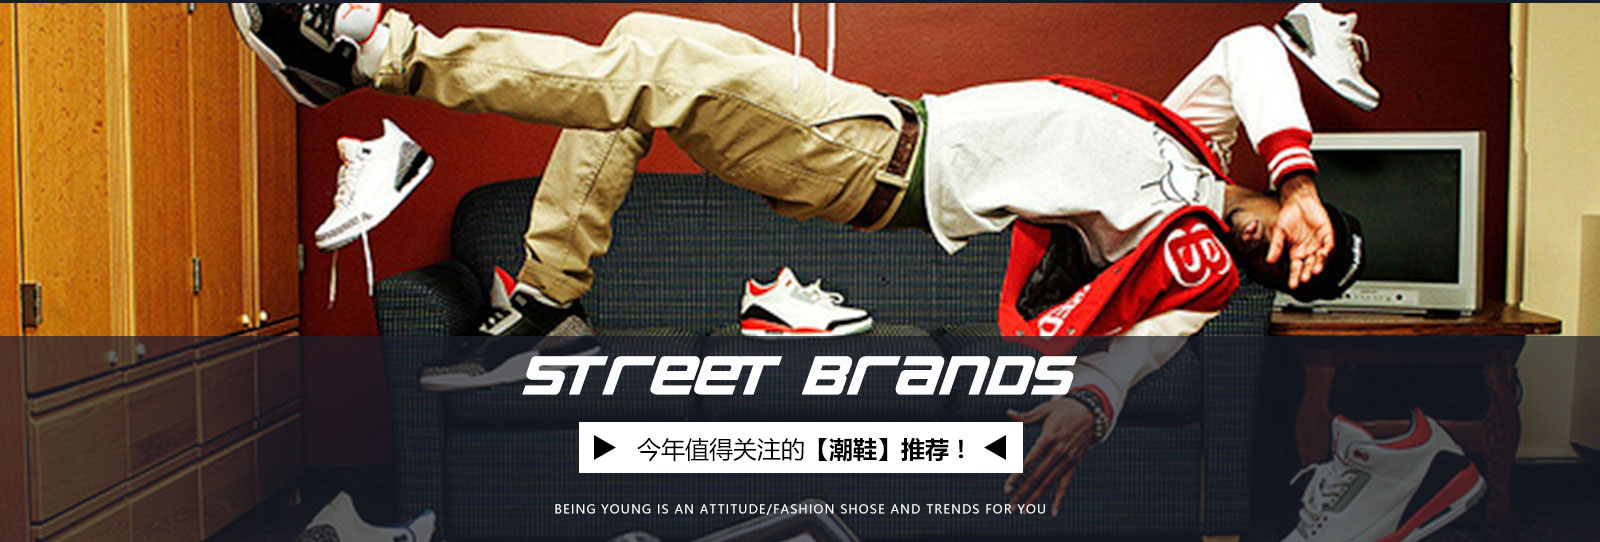 STREET BRANDS
今年值得关注的【潮鞋】推荐！
BEING YOUNG IS AN ATTITUDE/FASHION SHOSE AND TRENDS FOR YOU